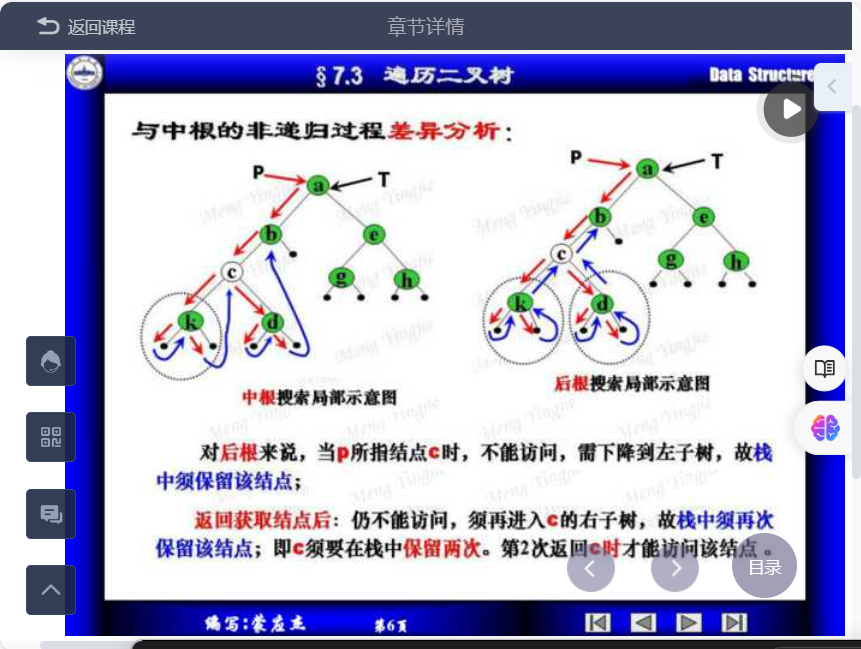 返回课程
章节详情
§7.3 遍历二叉树
Data Structure
与中根的非递归过程差异分析:
P
T
a
b
e
c
g
h
k
d
中根搜索局部示意图
P
T
a
b
e
c
g
h
k
d
后根搜索局部示意图
Meng Yingjie
对后根来说，当p所指结点c时，不能访问，需下降到左子树，故栈
中须保留该结点；
返回获取结点后：仍不能访问，须再进入c的右子树，故栈中须再次
保留该结点；即c须要在栈中保留两次。第2次返回c时才能访问该结点。
目录
编写:蒙应杰
第6页